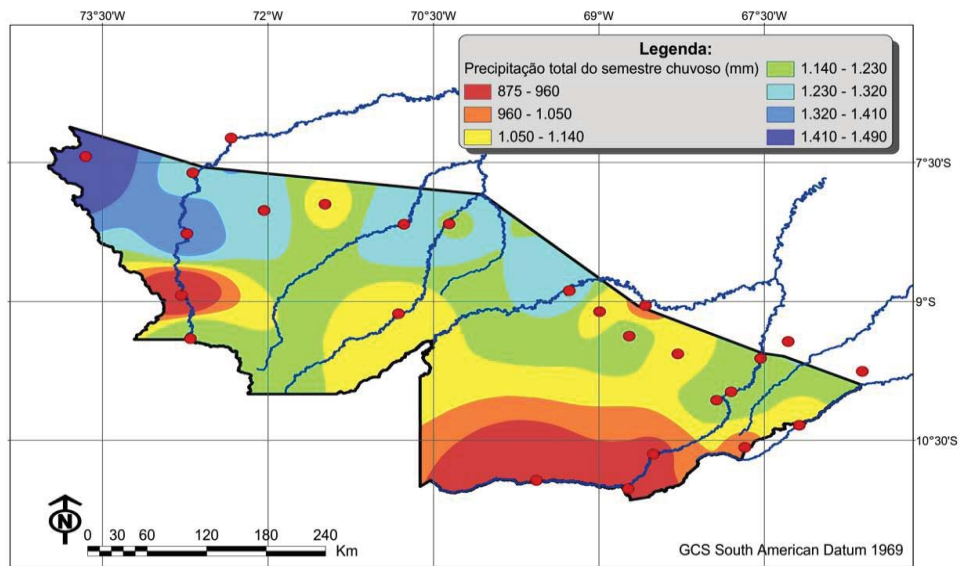 73°30'W 72°W 70°30'W 69°W 67°30'W
Legenda:
Precipitação total do semestre chuvoso (mm)
875 - 960
960 - 1.050
1.050 - 1.140
1.140 - 1.230
1.230 - 1.320
1.320 - 1.410
1.410 - 1.490
7°30'S
9°S
10°30'S
N
0 30 60 120 180 240
Km
GCS South American Datum 1969